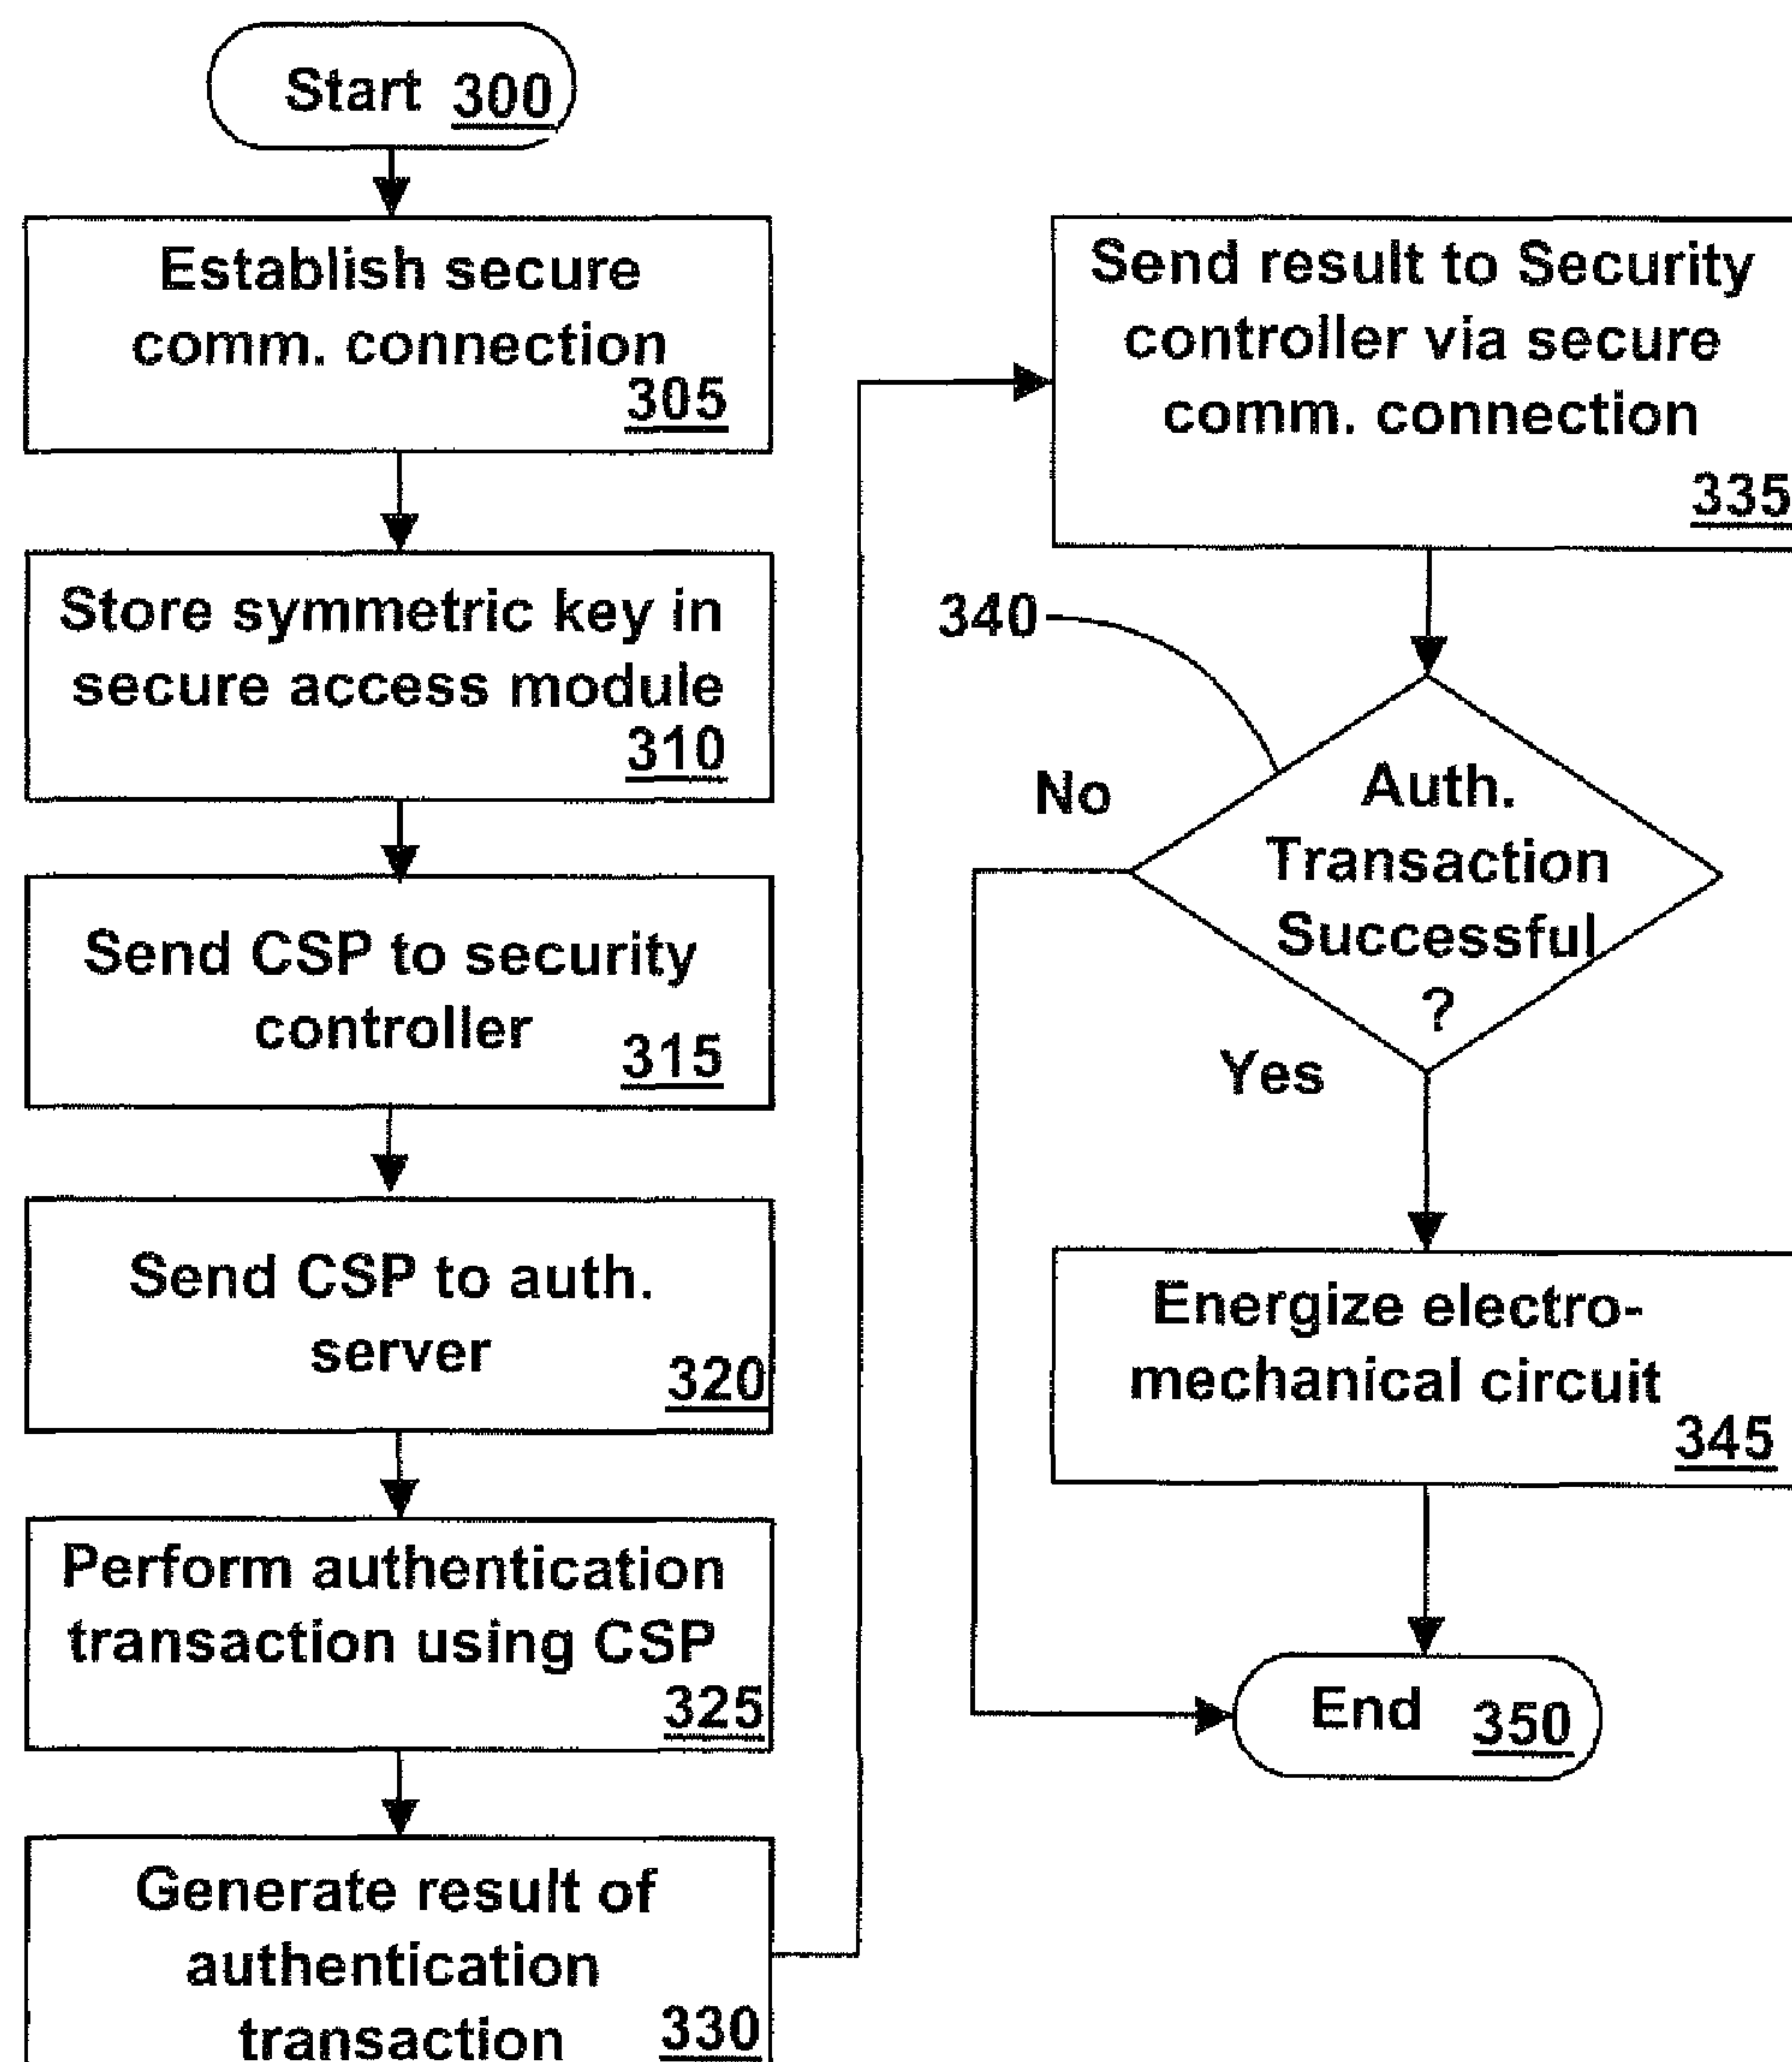 Start 300
Establish secure
comm. connection
305
Store symmetric key in
secure access module
310
Send CSP to security
controller 315
Send CSP to auth.
server 320
Perform authentication
transaction using CSP
325
Generate result of
authentication
transaction 330
Send result to Security
controller via secure
comm. connection
335
340
No
Auth.
Transaction
Successful
?
Yes
Energize electro-
mechanical circuit
345
End 350